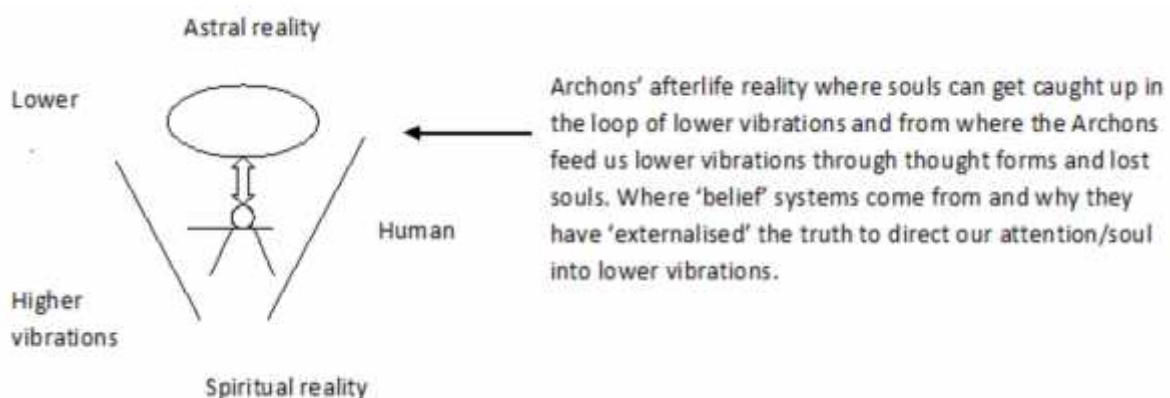 Astral reality
Lower
Archons’ afterlife reality where souls can get caught up in
the loop of lower vibrations and from where the Archons
feed us lower vibrations through thought forms and lost
souls. Where ‘belief’ systems come from and why they
have ‘externalised’ the truth to direct our attention/soul
into lower vibrations.
Human
Higher
vibrations
Spiritual reality